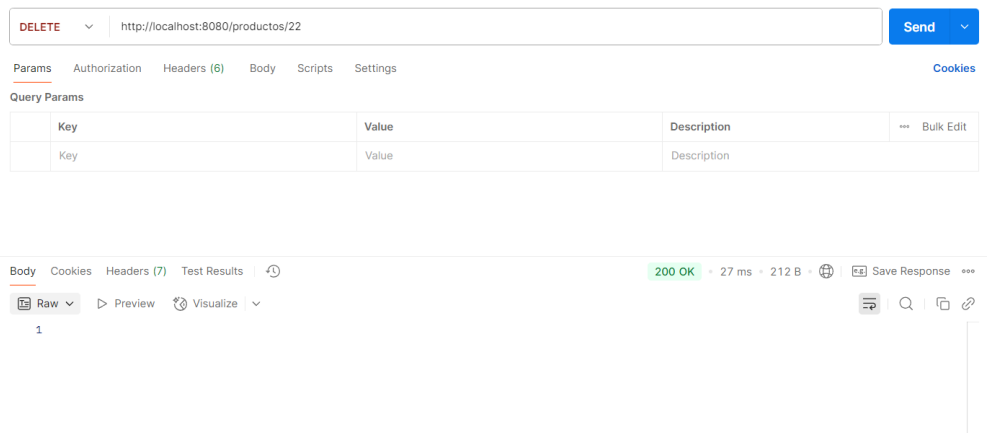 DELETE http://localhost:8080/productos/22 Send
Params Authorization Headers (6) Body Scripts Settings Cookies
Query Params
Key Value Description ••• Bulk Edit
Key Value Description
Body Cookies Headers (7) Test Results 200 OK • 27 ms • 212 B • e.g. Save Response •••
Raw Preview Visualize
1